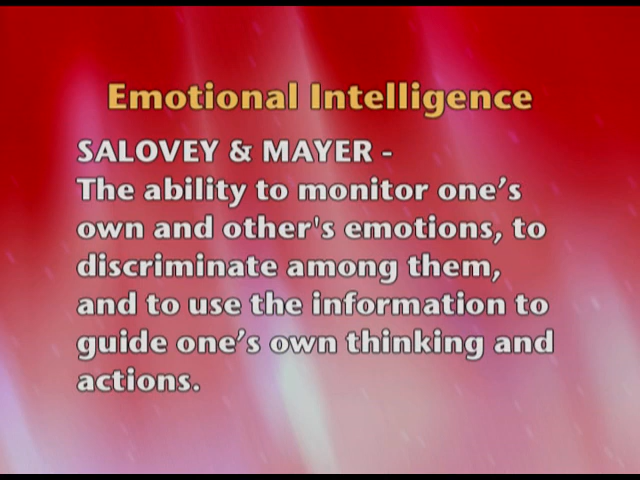 Emotional Intelligence
SALOVEY & MAYER -
The ability to monitor one’s
own and other's emotions, to
discriminate among them,
and to use the information to
guide one’s own thinking and
actions.